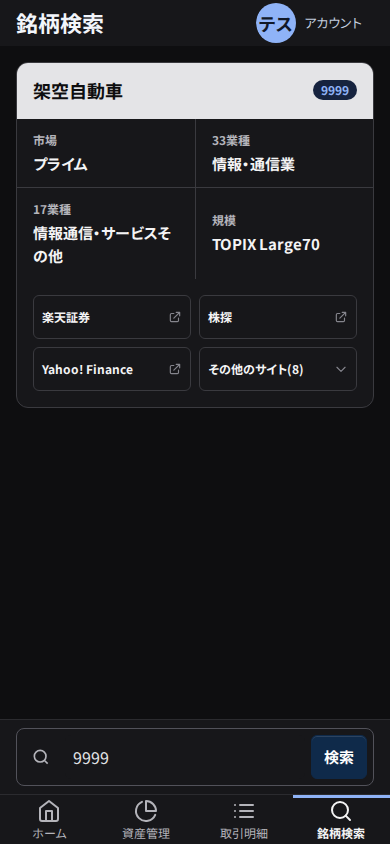 銘柄検索
テス アカウント
架空自動車 9999
市場 33業種
プライム 情報・通信業
17業種 規模
情報通信・サービスそ
の他
TOPIX Large70
楽天証券 株探
Yahoo! Finance その他のサイト(8)
9999 検索
ホーム 資産管理 取引明細 銘柄検索